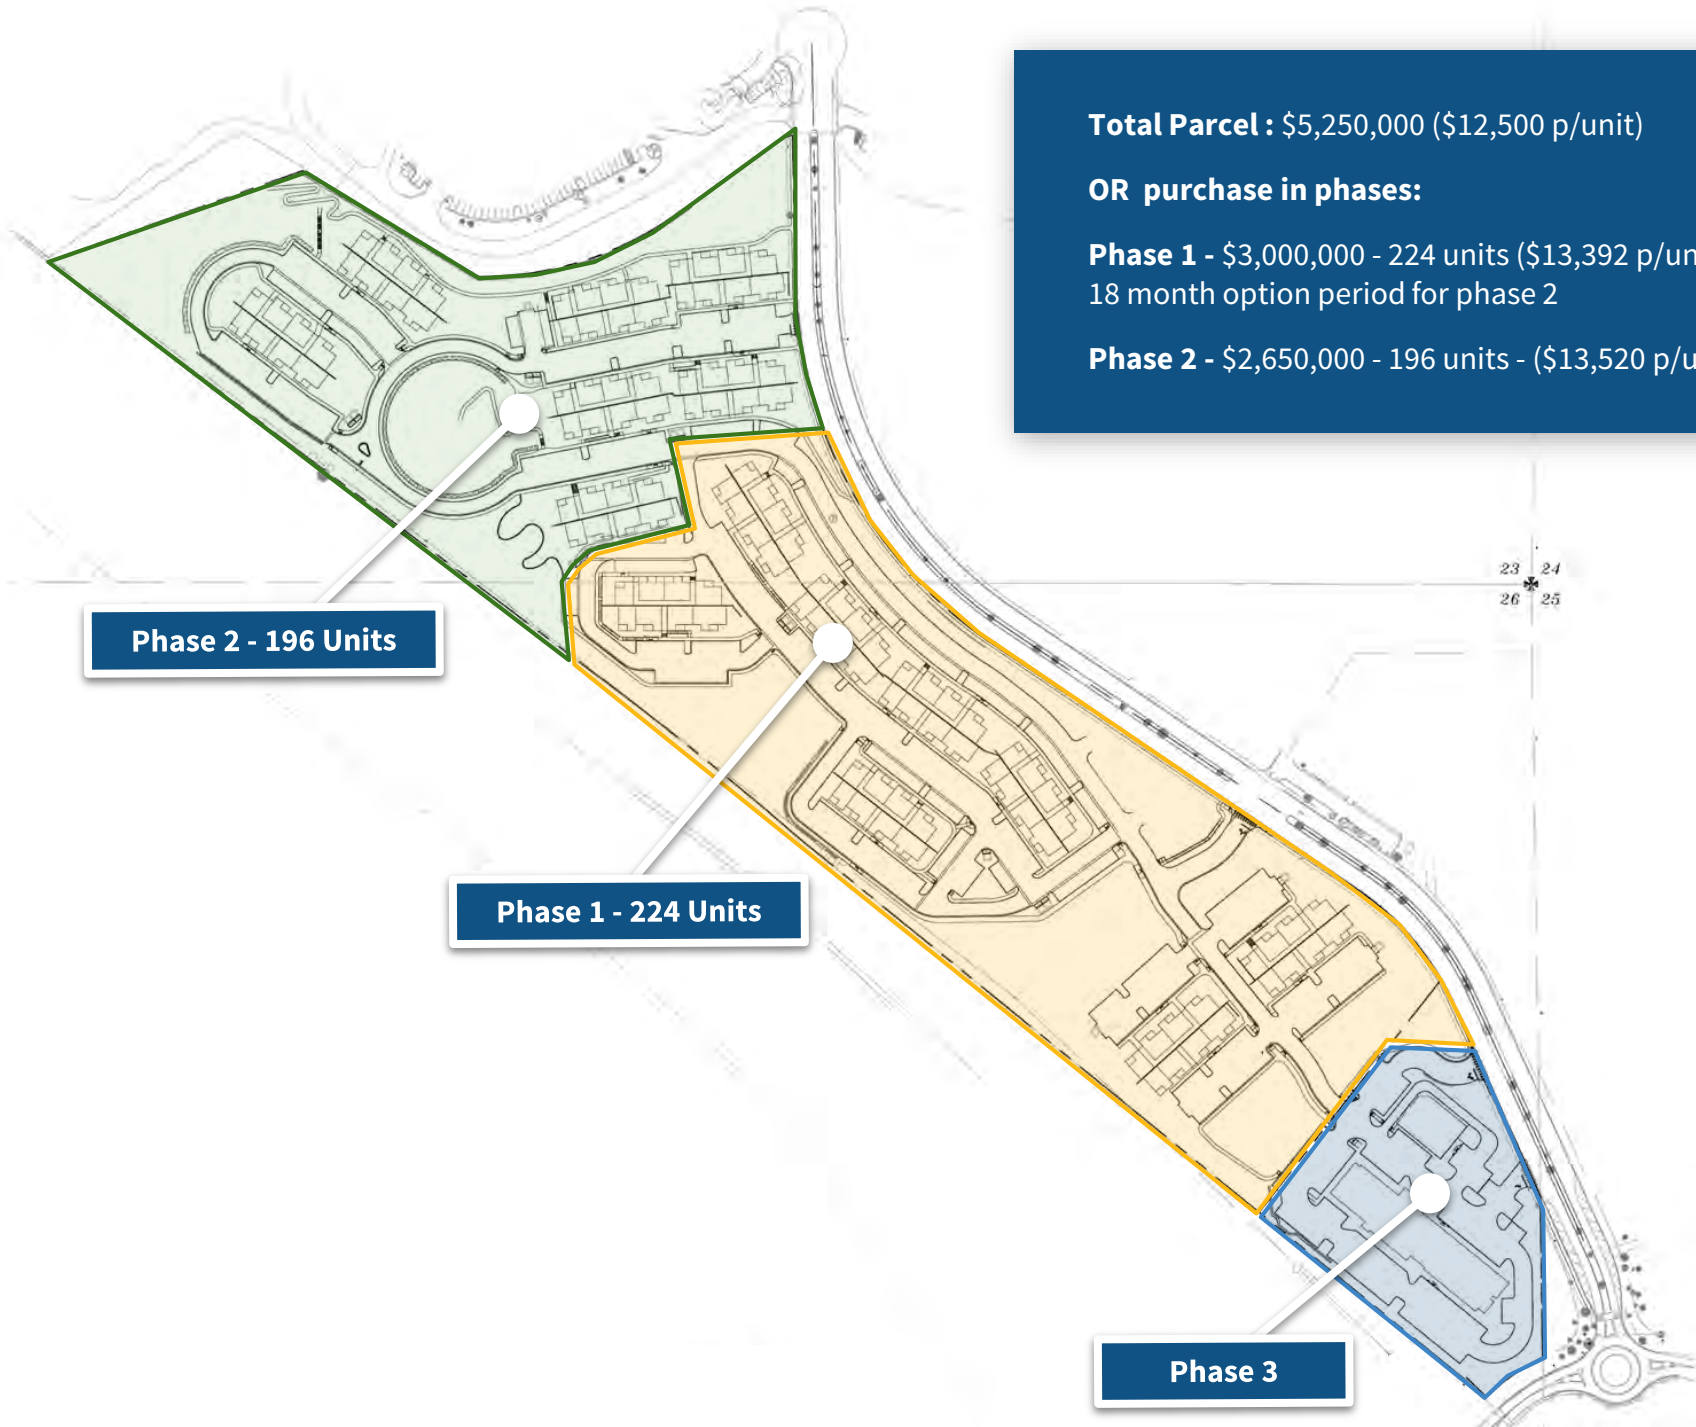 Total Parcel : $5,250,000 ($12,500 p/unit)
OR purchase in phases:
Phase 1 - $3,000,000 - 224 units ($13,392 p/un
18 month option period for phase 2
Phase 2 - $2,650,000 - 196 units - ($13,520 p/u
23 24
26 25
Phase 2 - 196 Units
Phase 1 - 224 Units
Phase 3